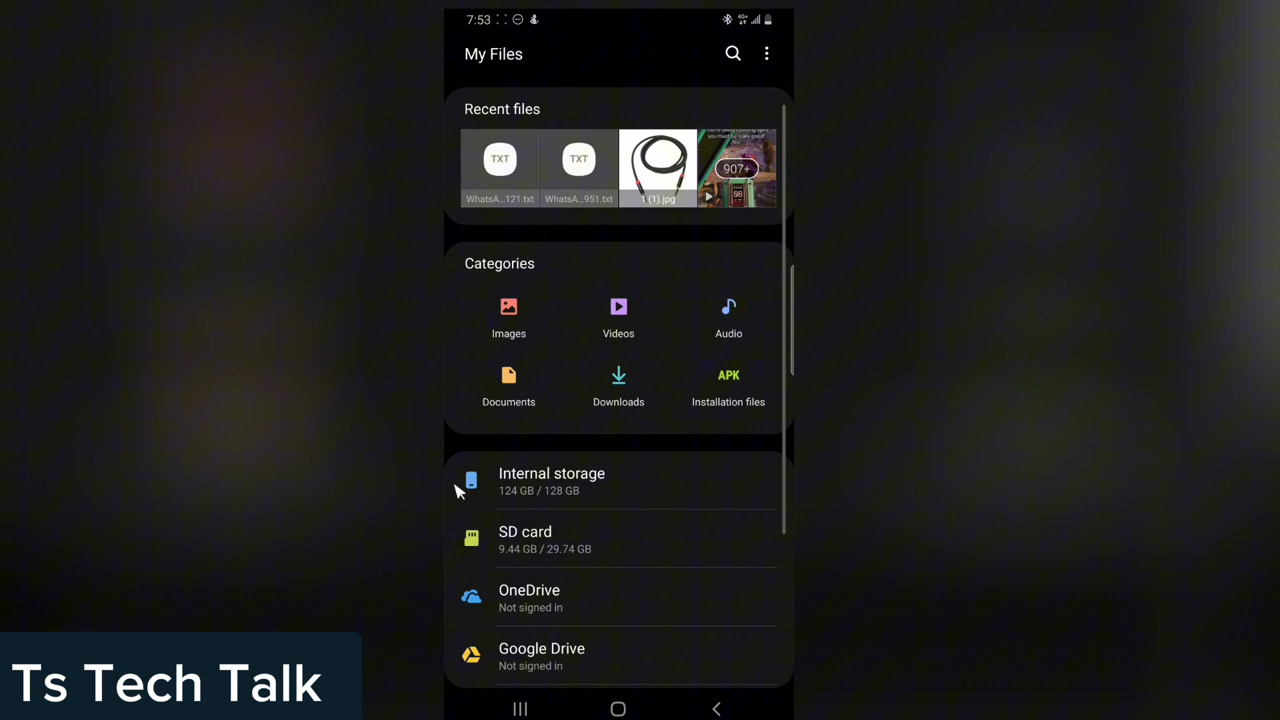 7:53
4G+
My Files
Recent files
TXT
TXT
907+
WhatsA...121.txt
WhatsA...951.txt
1 (1).jpg
Categories
Images
Videos
Audio
APK
Documents
Downloads
Installation files
Internal storage
124 GB / 128 GB
SD card
9.44 GB / 29.74 GB
OneDrive
Not signed in
Google Drive
Not signed in
Ts Tech Talk